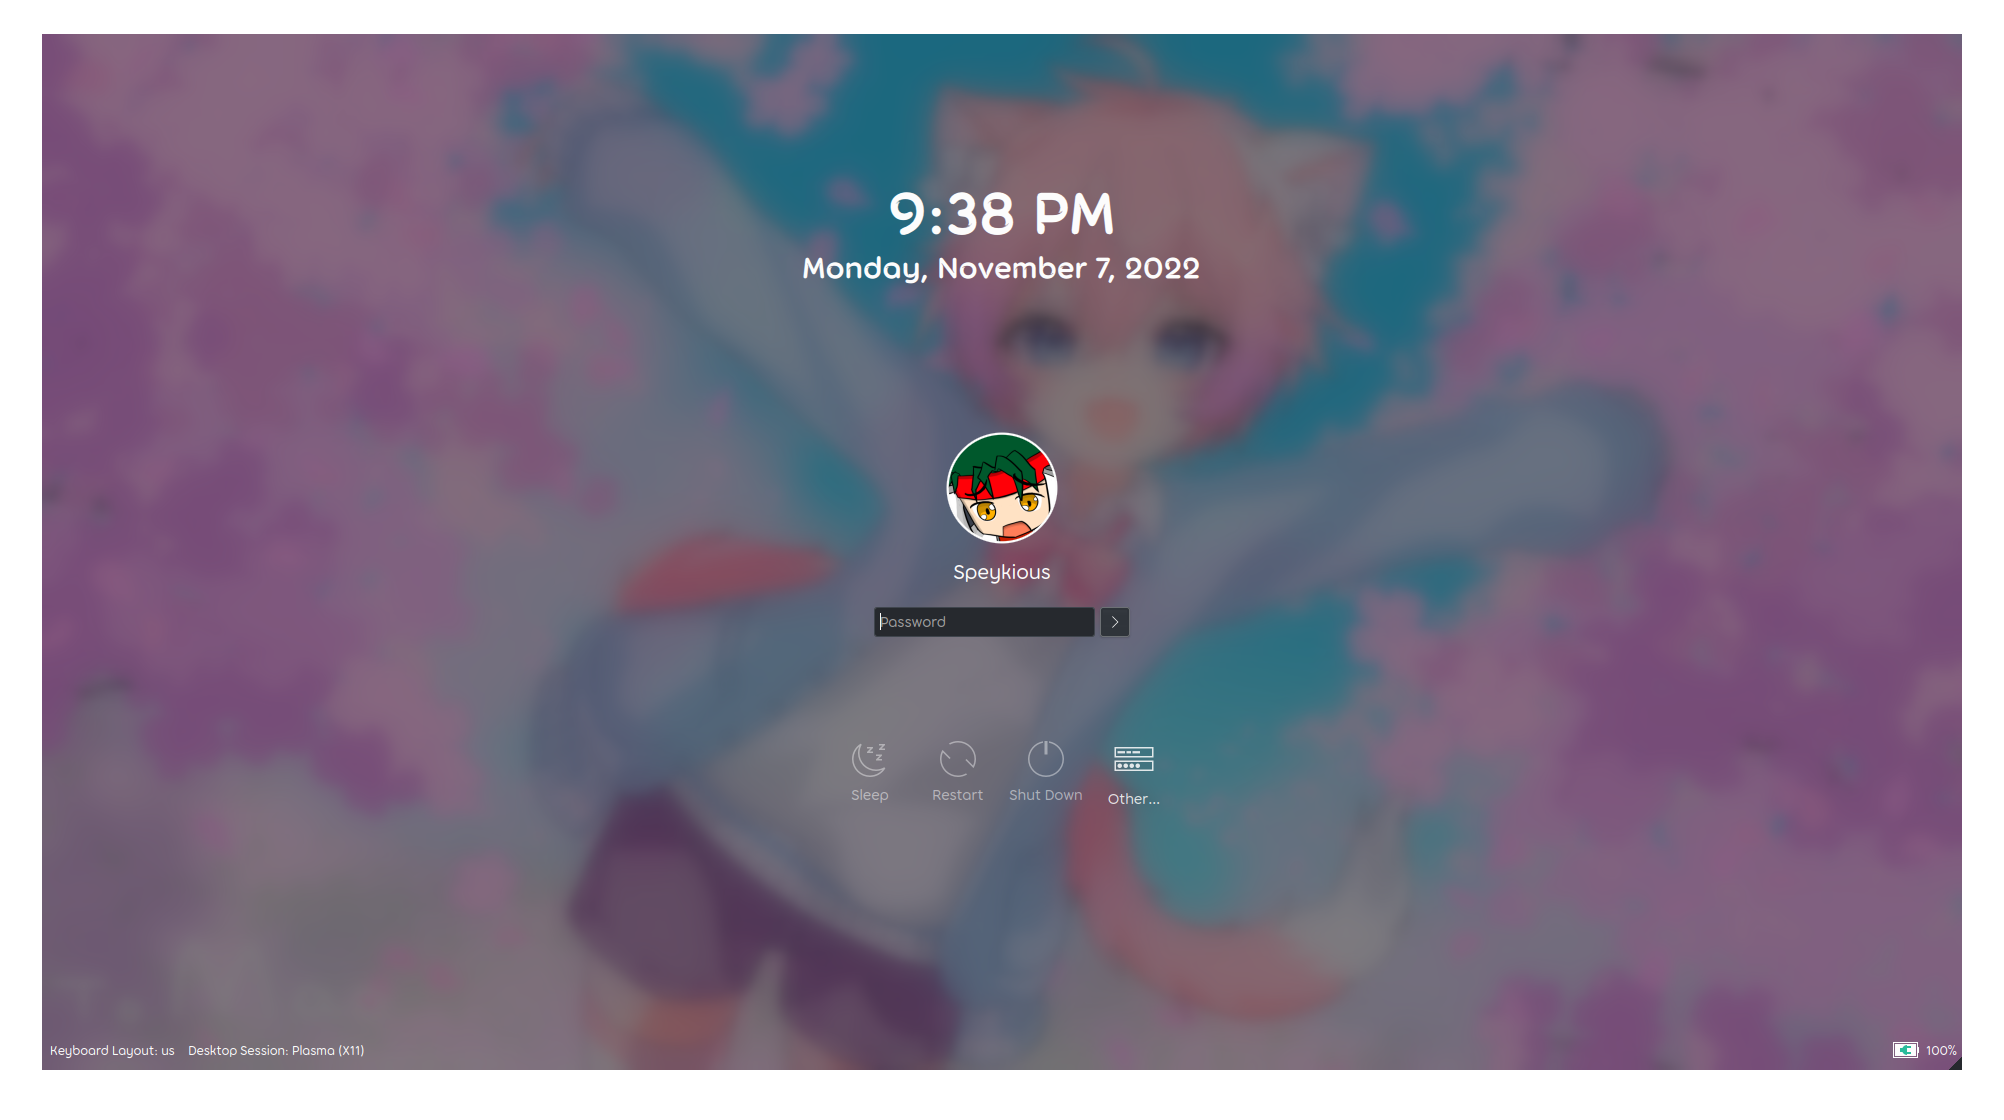 9:38 PM
Monday, November 7, 2022
Speykious
Password
Sleep Restart Shut Down Other...
Keyboard Layout: us Desktop Session: Plasma (X11) 100%